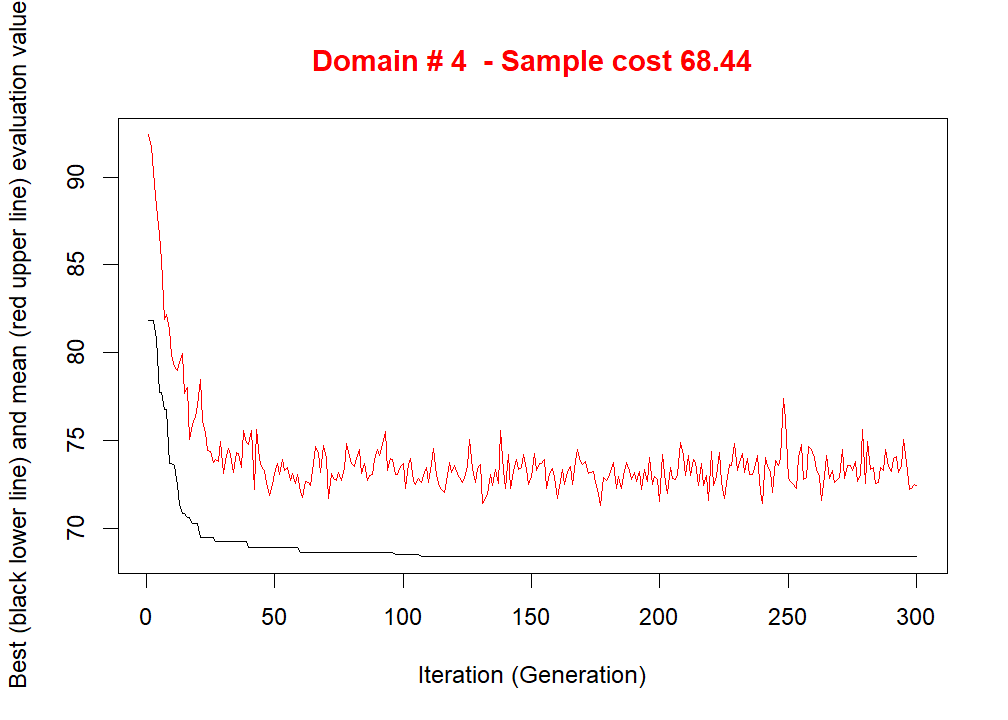 Domain # 4  - Sample cost 68.44
Best (black lower line) and mean (red upper line) evaluation value
90
85
80
75
70
0 50 100 150 200 250 300
Iteration (Generation)